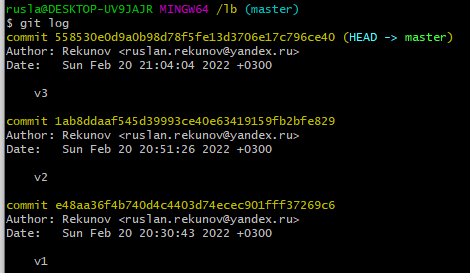 rusla@DESKTOP-UV9JAJR MINGW64 /lb (master)
$ git log
commit 558530e0d9a0b98d78f5fe13d3706e17c796ce40 (HEAD -> master)
Author: Rekunov <ruslan.rekunov@yandex.ru>
Date:   Sun Feb 20 21:04:04 2022 +0300
    v3
commit 1ab8ddaaf545d39993ce40e63419159fb2bfe829
Author: Rekunov <ruslan.rekunov@yandex.ru>
Date:   Sun Feb 20 20:51:26 2022 +0300
    v2
commit e48aa36f4b740d4c4403d74ecec901fff37269c6
Author: Rekunov <ruslan.rekunov@yandex.ru>
Date:   Sun Feb 20 20:30:43 2022 +0300
    v1